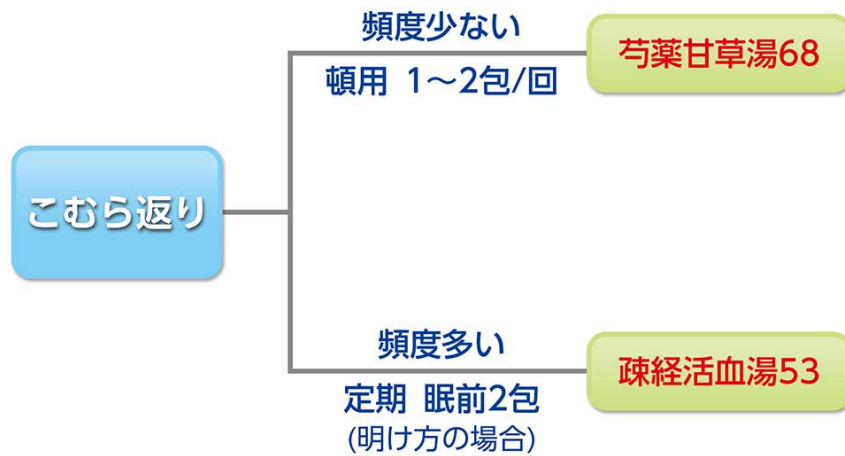 頻度少ない
頓用 1〜2包/回
芍薬甘草湯68
こむら返り
頻度多い
定期 眠前2包
(明け方の場合)
疎経活血湯53